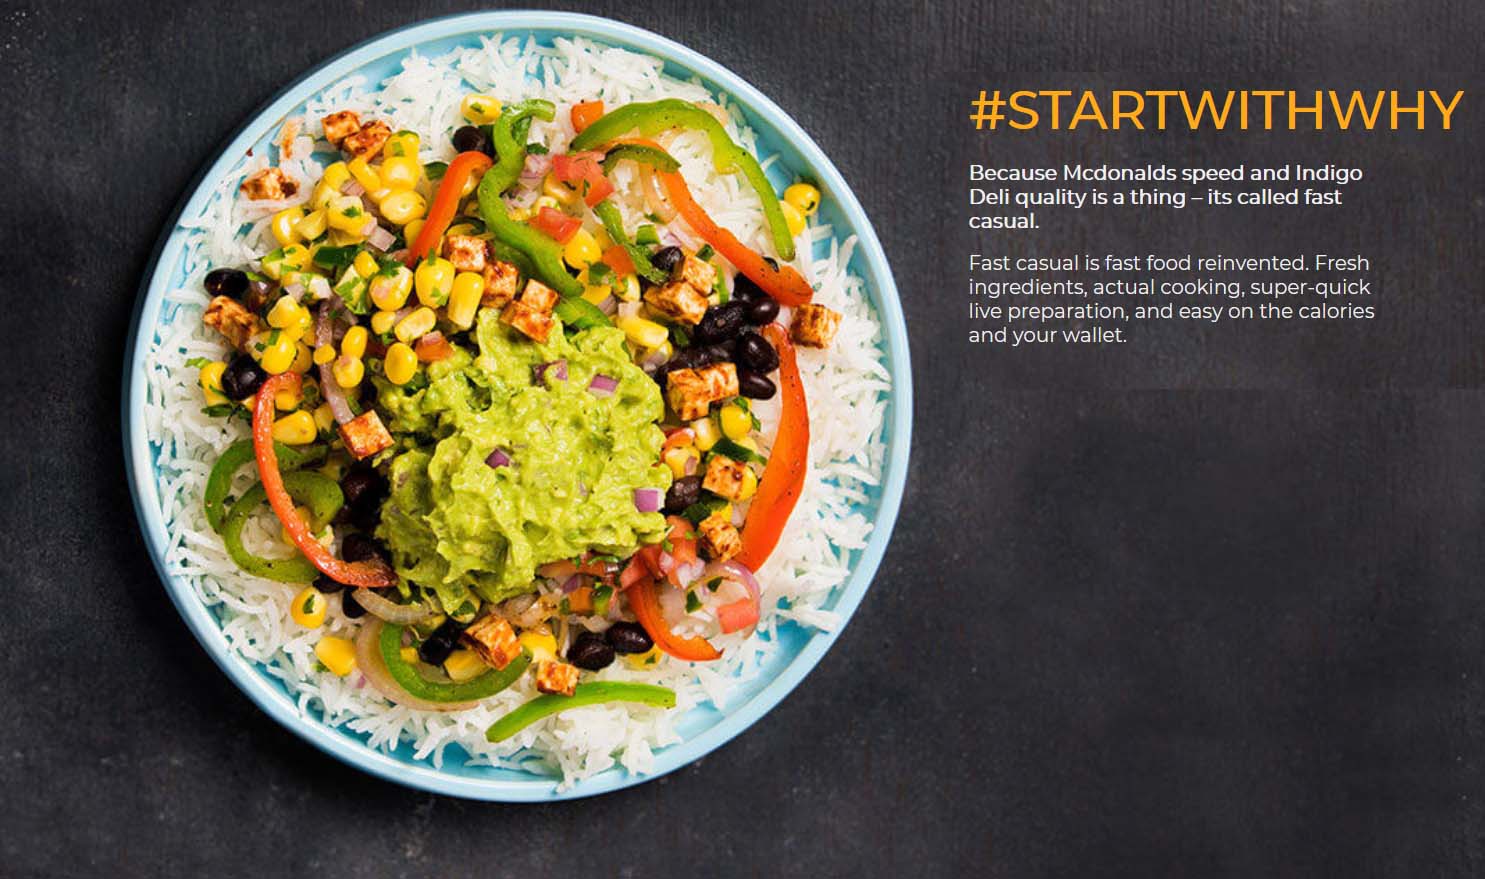 #STARTWITHWHY
Because Mcdonalds speed and Indigo
Deli quality is a thing – its called fast
casual.
Fast casual is fast food reinvented. Fresh
ingredients, actual cooking, super-quick
live preparation, and easy on the calories
and your wallet.